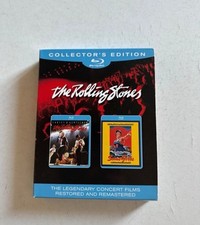 COLLECTOR'S EDITION
The Rolling Stones
THE LEGENDARY CONCERT FILMS
RESTORED AND REMASTERED